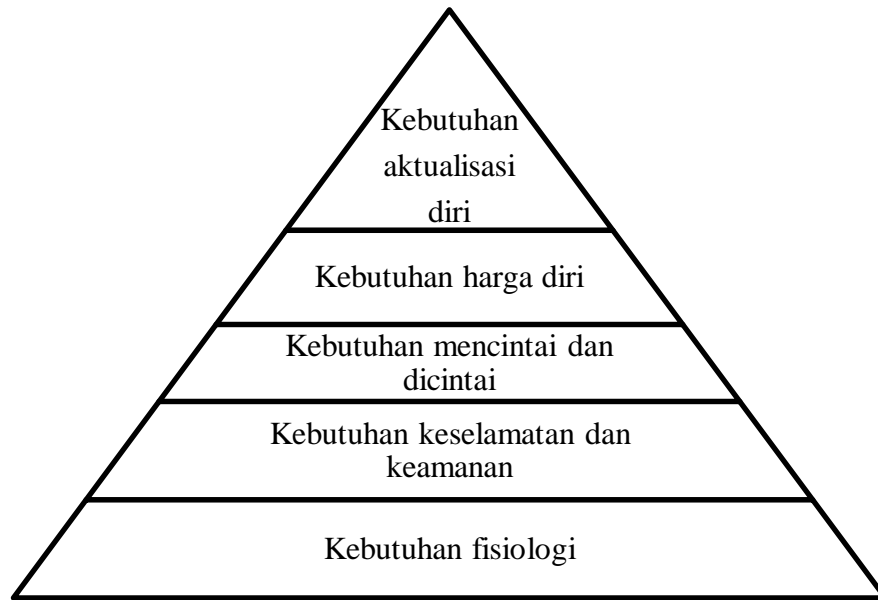 Kebutuhan
aktualisasi
diri
Kebutuhan harga diri
Kebutuhan mencintai dan
dicintai
Kebutuhan keselamatan dan
keamanan
Kebutuhan fisiologi